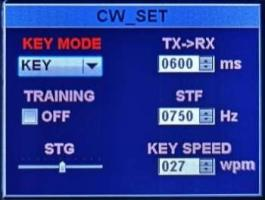 CW_SET
KEY MODE TX->RX
KEY 0600 ms
TRAINING STF
OFF 0750 Hz
STG KEY SPEED
027 wpm